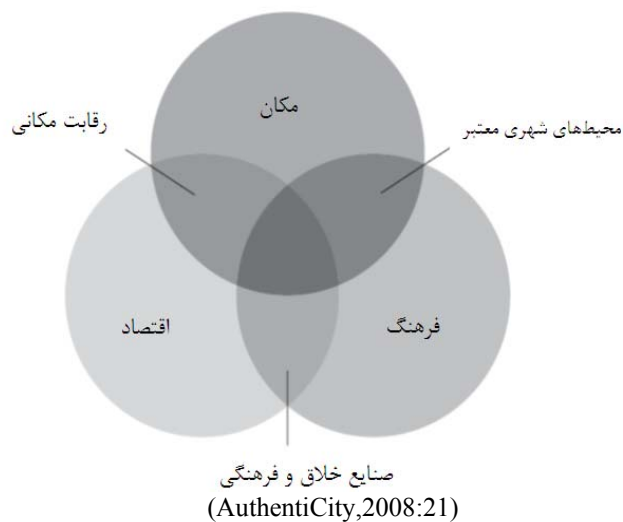 مکان
رقابت مکانی
محیط‌های شهری معتبر
اقتصاد
فرهنگ
صنایع خلاق و فرهنگی
(AuthentiCity,2008:21)